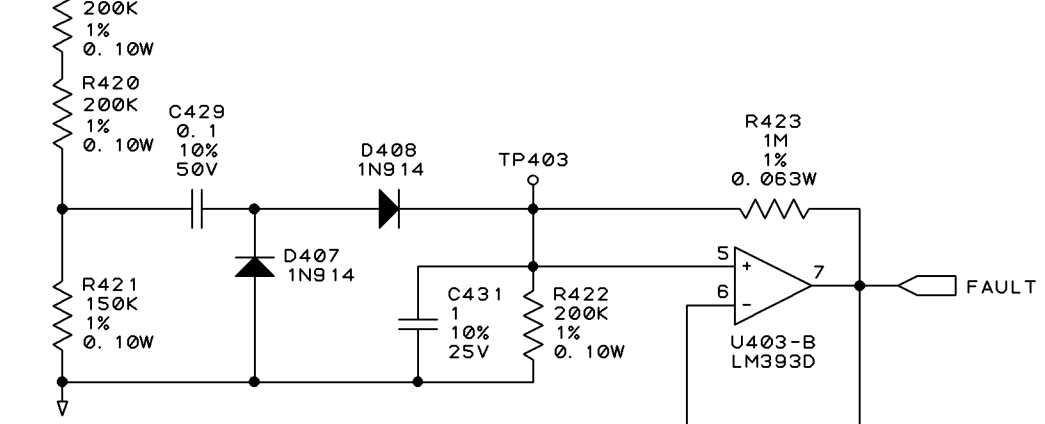 200K
1%
0.10W
R420
200K
1%
0.10W
C429
0.1
10%
50V
D408
1N914
TP403
R423
1M
1%
0.063W
D407
1N914
R421
150K
1%
0.10W
C431
1
10%
25V
R422
200K
1%
0.10W
5
+
6
-
7
U403-B
LM393D
FAULT